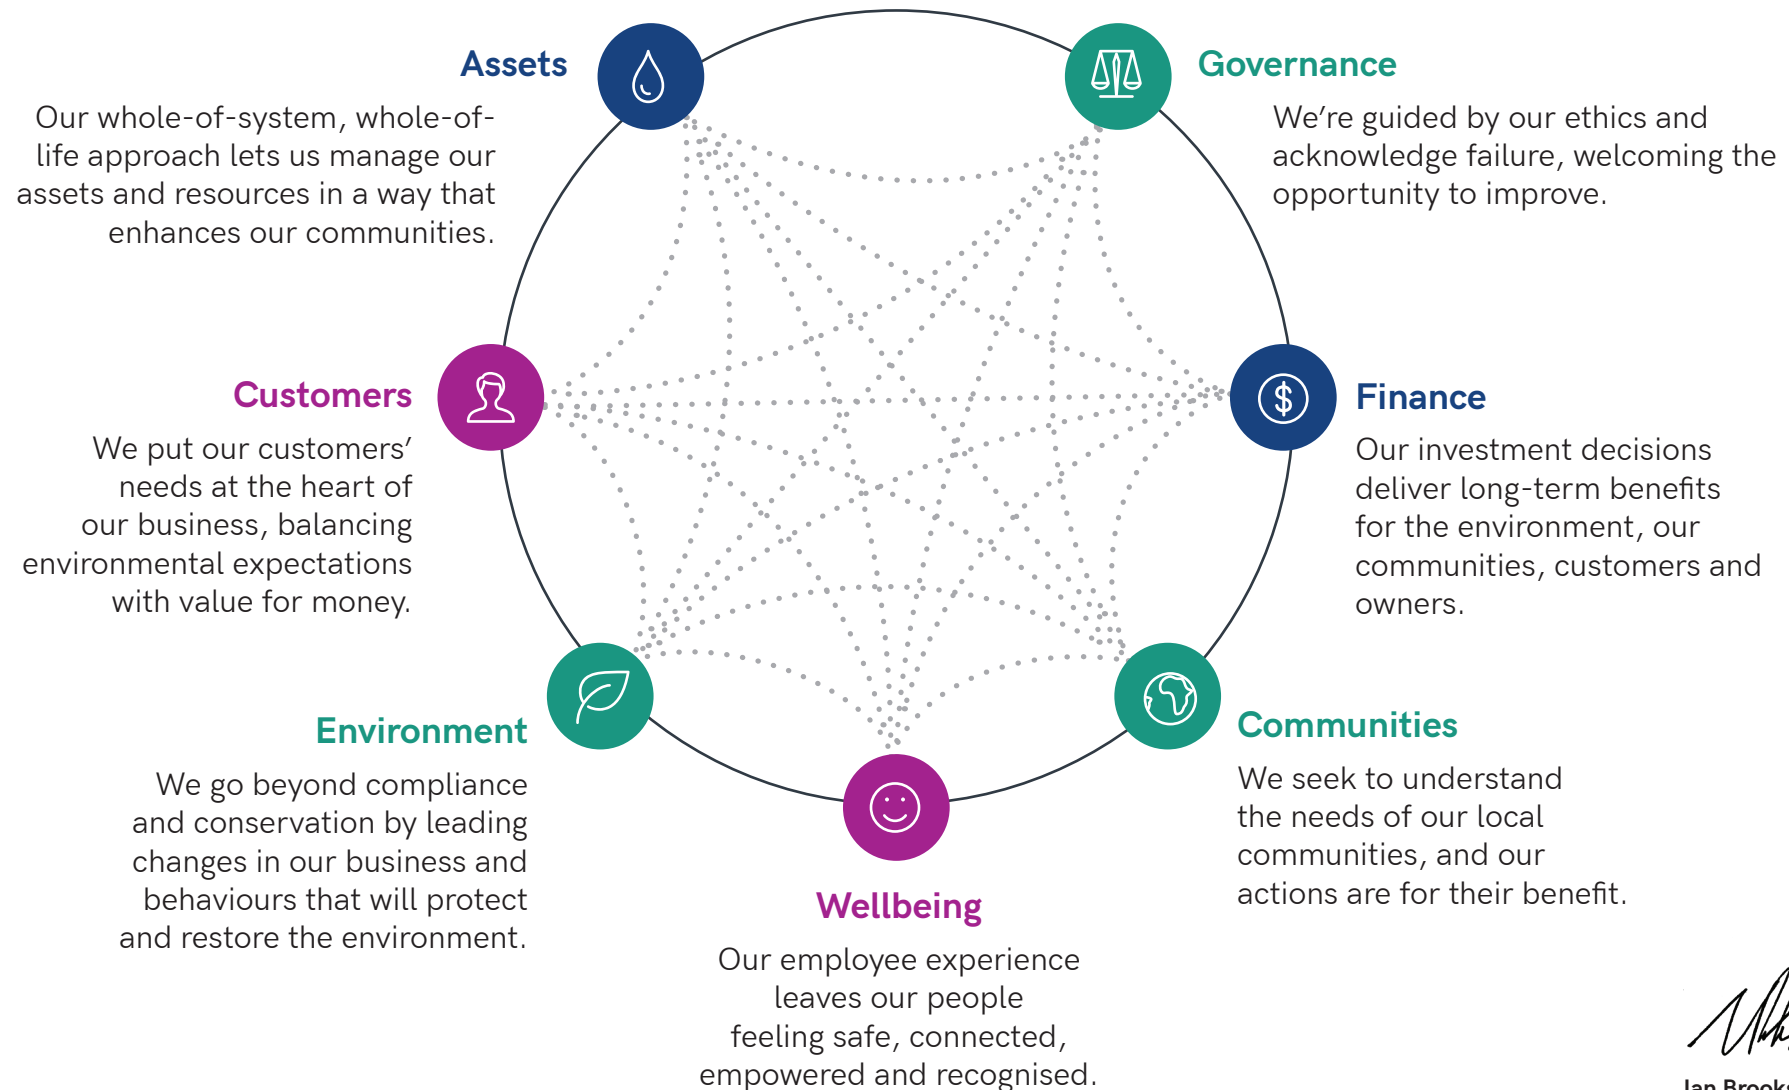 Assets
Our whole-of-system, whole-of-
life approach lets us manage our
assets and resources in a way that
enhances our communities.
Governance
We're guided by our ethics and
acknowledge failure, welcoming the
opportunity to improve.
Customers
We put our customers'
needs at the heart of
our business, balancing
environmental expectations
with value for money.
$
Finance
Our investment decisions
deliver long-term benefits
for the environment, our
communities, customers and
owners.
Environment
We go beyond compliance
and conservation by leading
changes in our business and
behaviours that will protect
and restore the environment.
Communities
We seek to understand
the needs of our local
communities, and our
actions are for their benefit.
Wellbeing
Our employee experience
leaves our people
feeling safe, connected,
empowered and recognised.